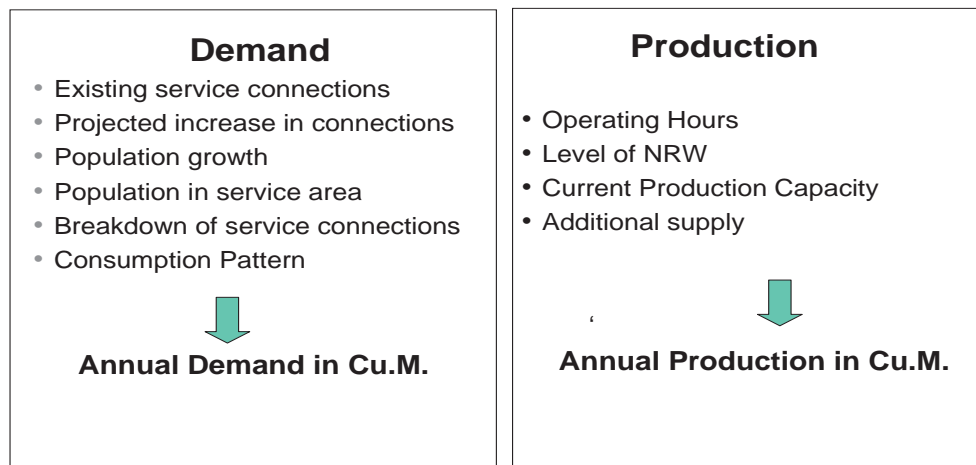 Demand
• Existing service connections
• Projected increase in connections
• Population growth
• Population in service area
• Breakdown of service connections
• Consumption Pattern
Annual Demand in Cu.M.
Production
• Operating Hours
• Level of NRW
• Current Production Capacity
• Additional supply
‘
Annual Production in Cu.M.